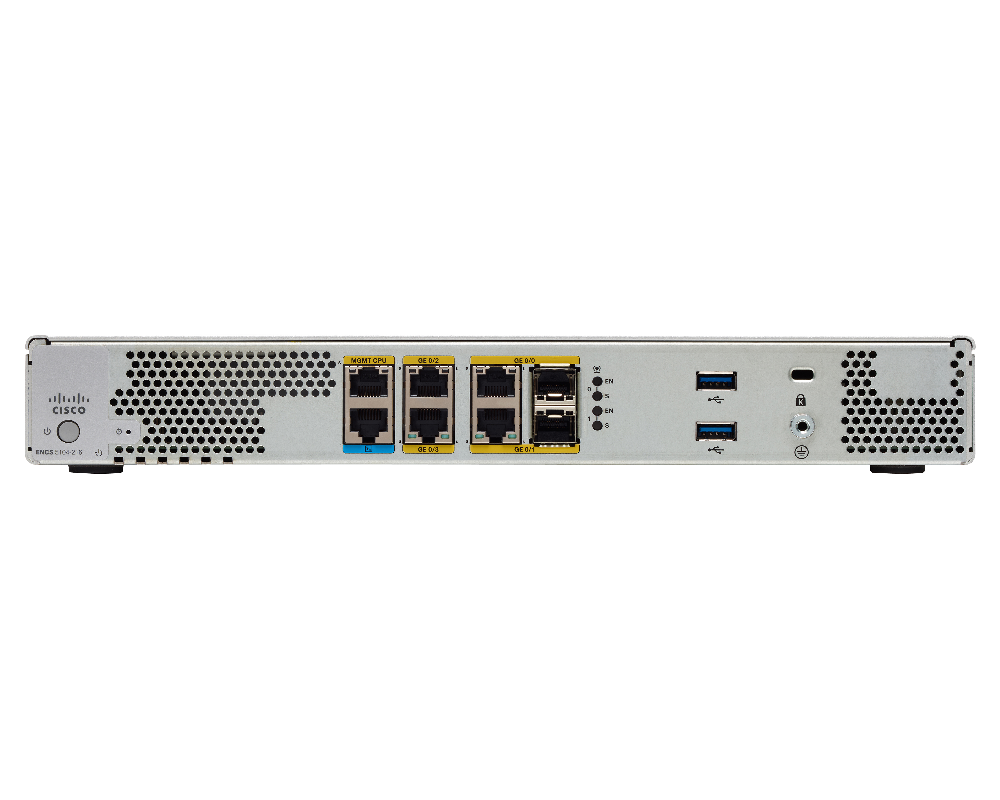 CISCO
ENCS 5104-216
S MGMT CPU L
S GE 0/2 L
S L
GE 0/3
S GE 0/0 L
S L
GE 0/1
EN
0
S
EN
1
S
K